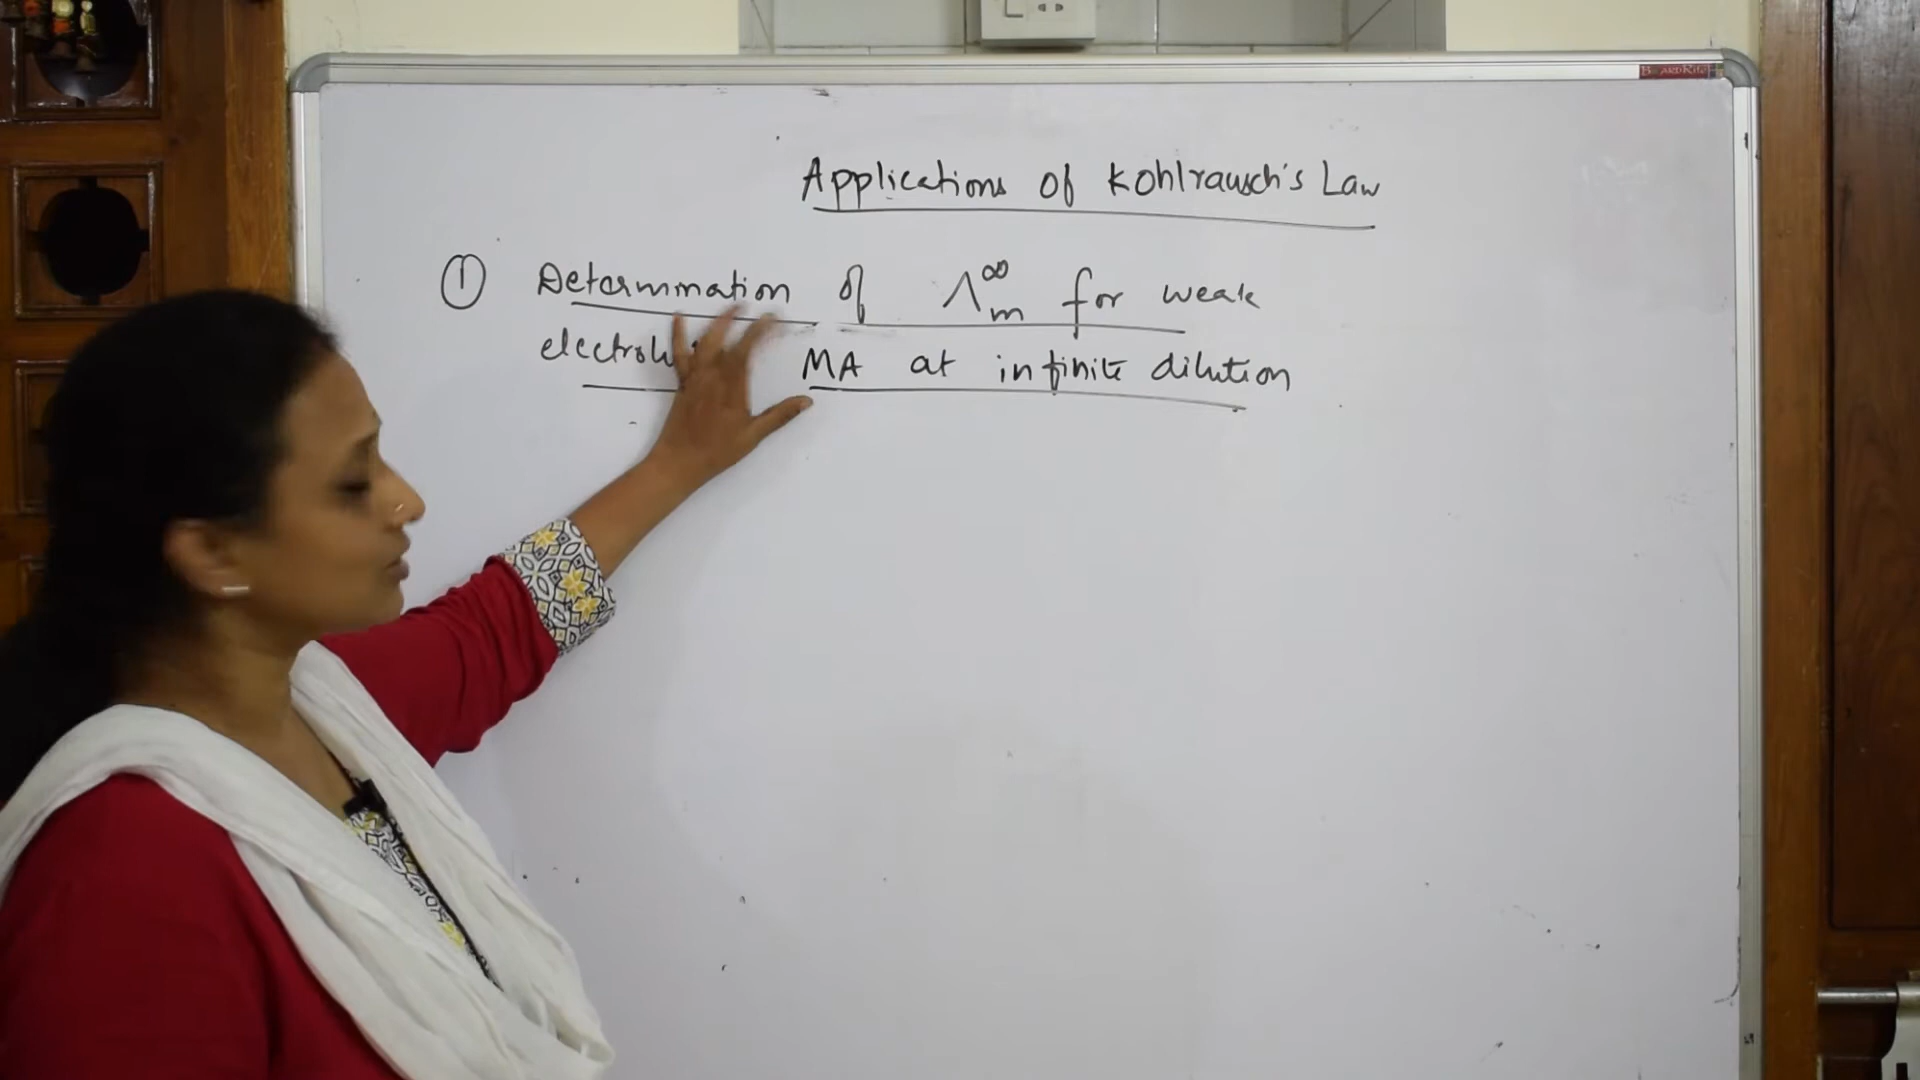 Applications of Kohlrausch's Law
① Determination of Λ∞m for weak
MA at infinite dilution